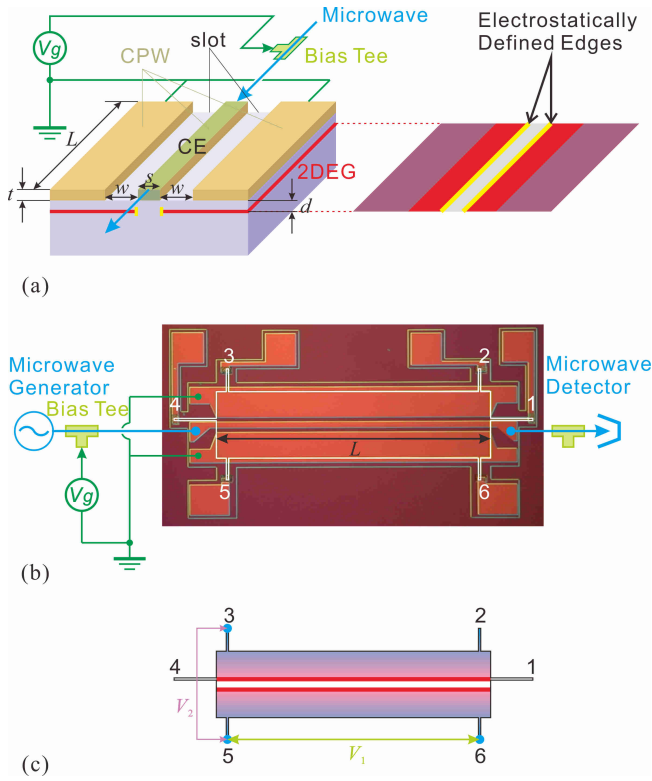 Microwave
Electrostatically
Defined Edges
Vg
Bias Tee
CPW
slot
L
CE
2DEG
t
w
s
w
d
(a)
3
2
Microwave
Generator
Microwave
Detector
Bias Tee
4
1
L
Vg
5
6
(b)
3
2
4
1
V2
V1
5
6
(c)